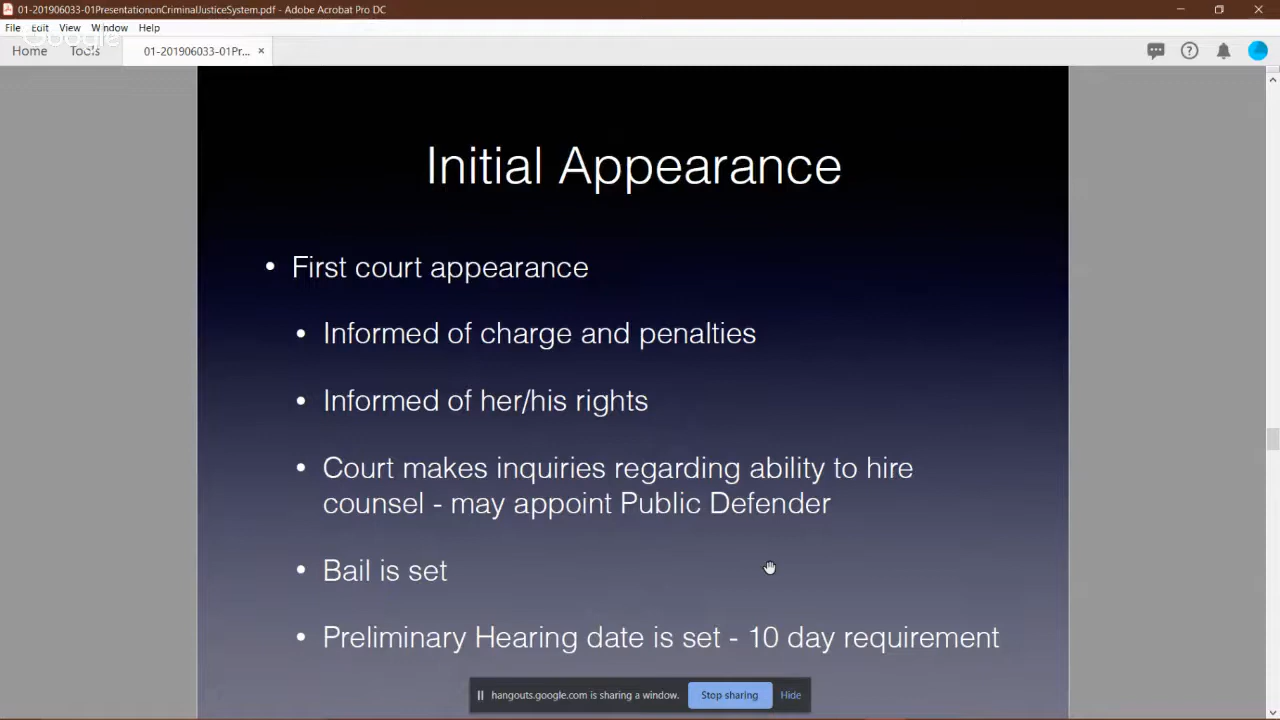 01-201906033-01PresentationonCriminalJusticeSystem.pdf - Adobe Acrobat Pro DC
File Edit View Window Help
Google
Home Tools 01-201906033-01Pr... ×
Initial Appearance
• First court appearance
• Informed of charge and penalties
• Informed of her/his rights
• Court makes inquiries regarding ability to hire
counsel - may appoint Public Defender
• Bail is set
• Preliminary Hearing date is set - 10 day requirement
hangouts.google.com is sharing a window. Stop sharing Hide